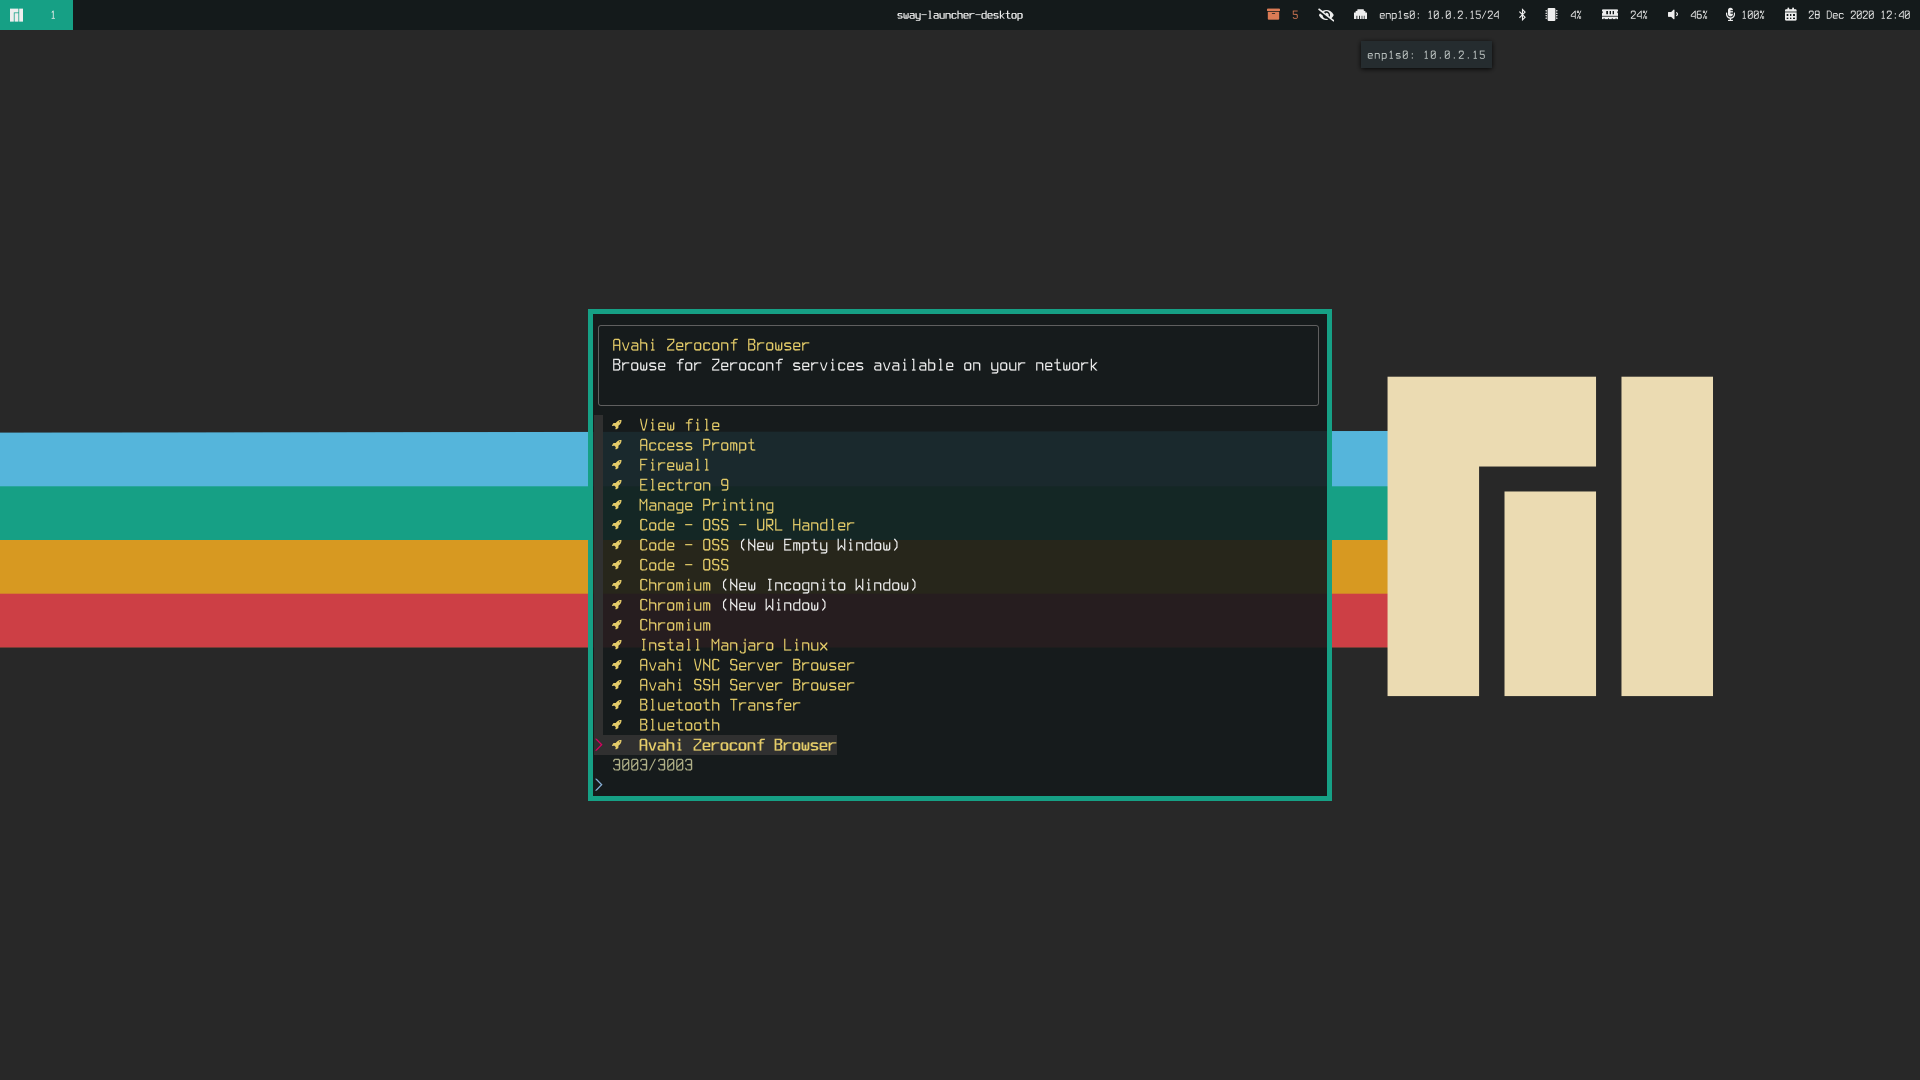 1 sway-launcher-desktop 5 enp1s0: 10.0.2.15/24 4% 24% 46% 100% 28 Dec 2020 12:40
enp1s0: 10.0.2.15
Avahi Zeroconf Browser
Browse for Zeroconf services available on your network
View file
Access Prompt
Firewall
Electron 9
Manage Printing
Code - OSS - URL Handler
Code - OSS (New Empty Window)
Code - OSS
Chromium (New Incognito Window)
Chromium (New Window)
Chromium
Install Manjaro Linux
Avahi VNC Server Browser
Avahi SSH Server Browser
Bluetooth Transfer
Bluetooth
> Avahi Zeroconf Browser
3003/3003
>